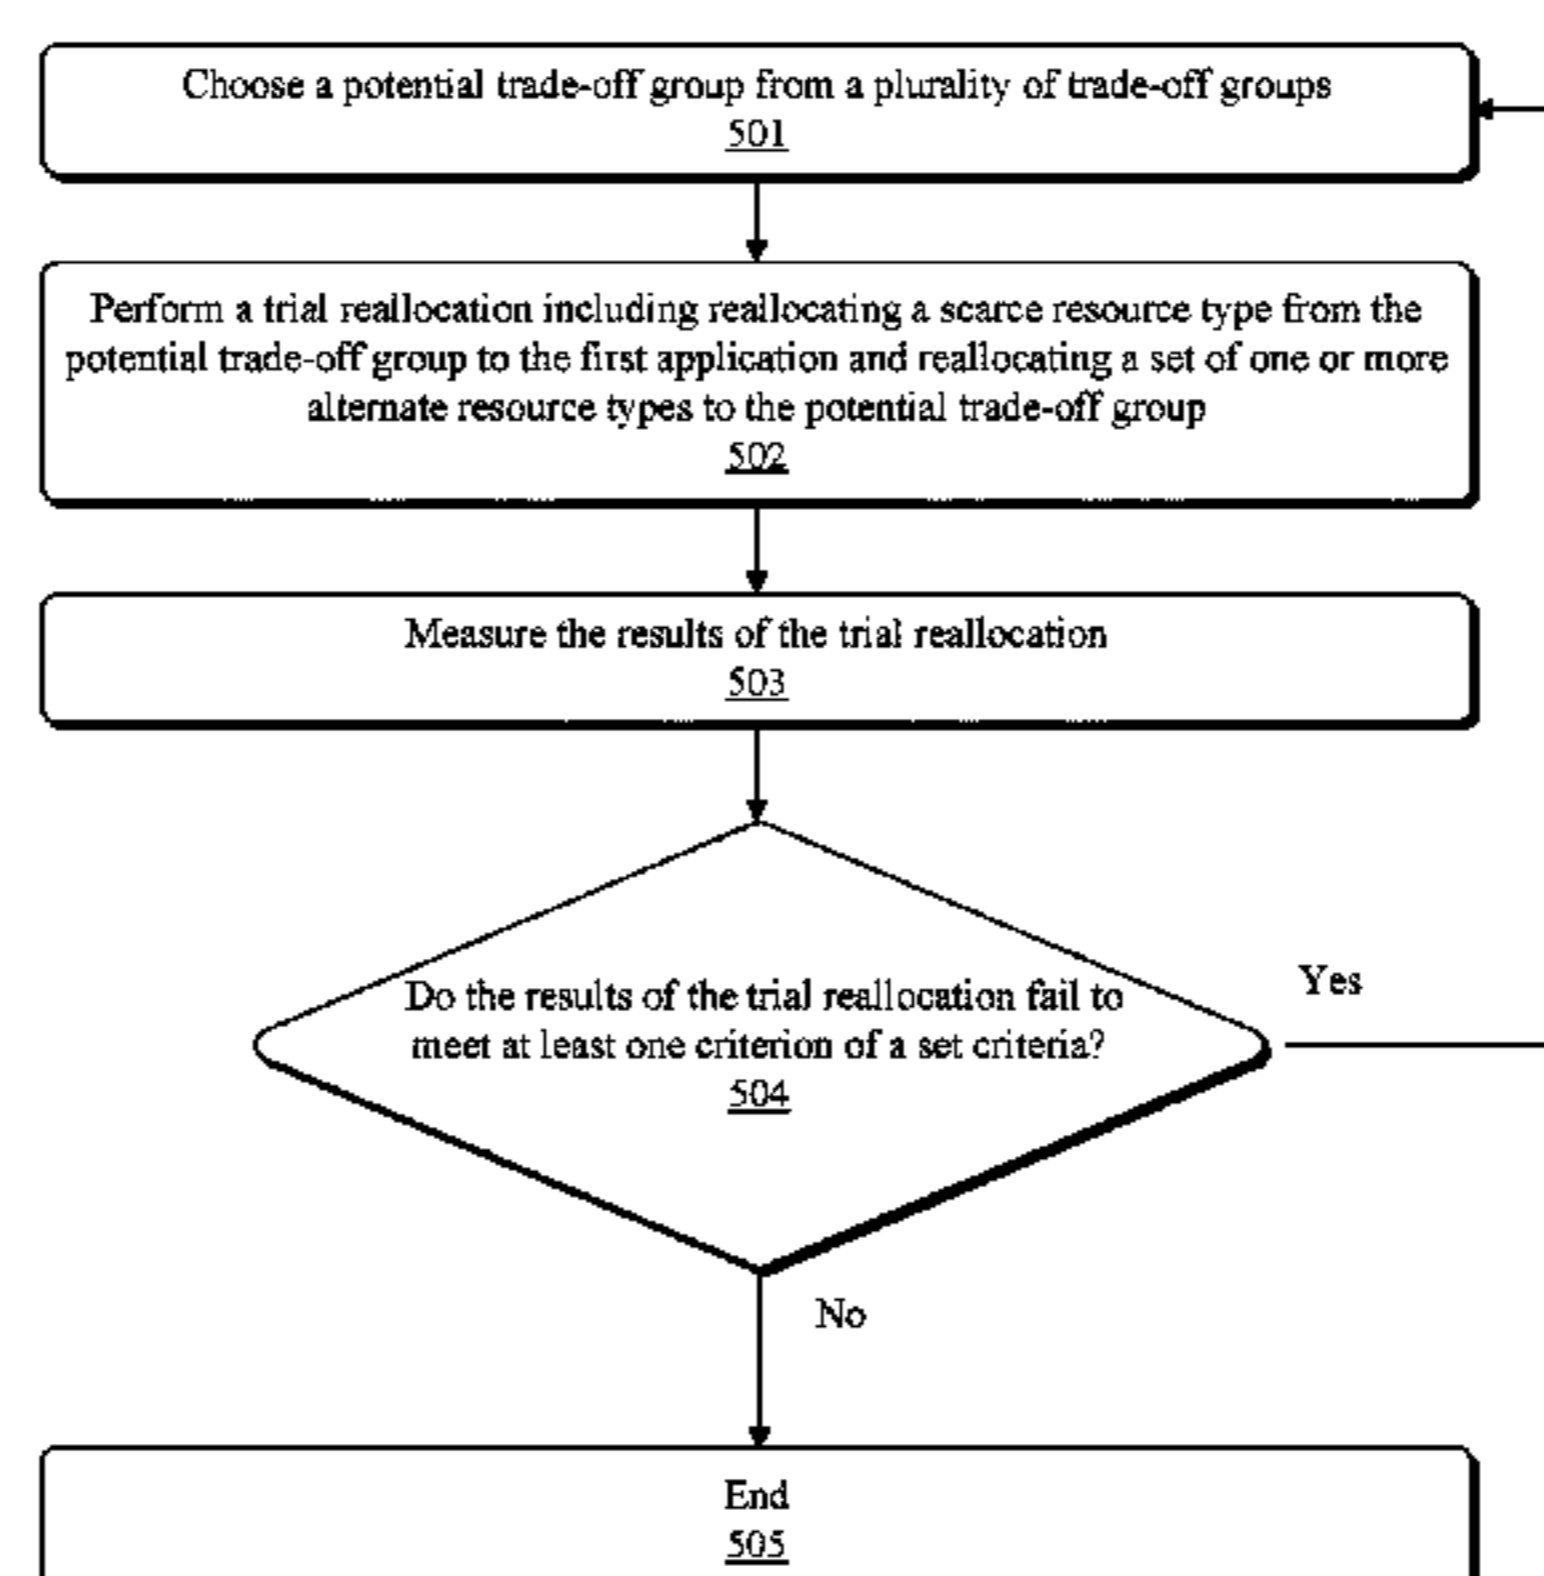 Choose a potential trade-off group from a plurality of trade-off groups
501
Perform a trial reallocation including reallocating a scarce resource type from the
potential trade-off group to the first application and reallocating a set of one or more
alternate resource types to the potential trade-off group
502
Measure the results of the trial reallocation
503
Do the results of the trial reallocation fail to
meet at least one criterion of a set criteria?
504
Yes
No
End
505